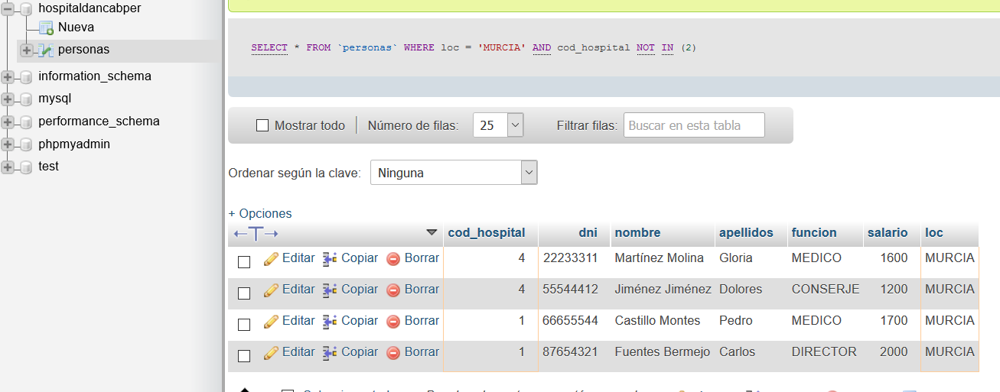 hospitaldancabper
Nueva
personas
information_schema
mysql
performance_schema
phpmyadmin
test
SELECT * FROM `personas` WHERE loc = 'MURCIA' AND cod_hospital NOT IN (2)
Mostrar todo Número de filas: 25 Filtrar filas: Buscar en esta tabla
Ordenar según la clave: Ninguna
+ Opciones
cod_hospital dni nombre apellidos funcion salario loc
Editar Copiar Borrar 4 22233311 Martínez Molina Gloria MEDICO 1600 MURCIA
Editar Copiar Borrar 4 55544412 Jiménez Jiménez Dolores CONSERJE 1200 MURCIA
Editar Copiar Borrar 1 66655544 Castillo Montes Pedro MEDICO 1700 MURCIA
Editar Copiar Borrar 1 87654321 Fuentes Bermejo Carlos DIRECTOR 2000 MURCIA